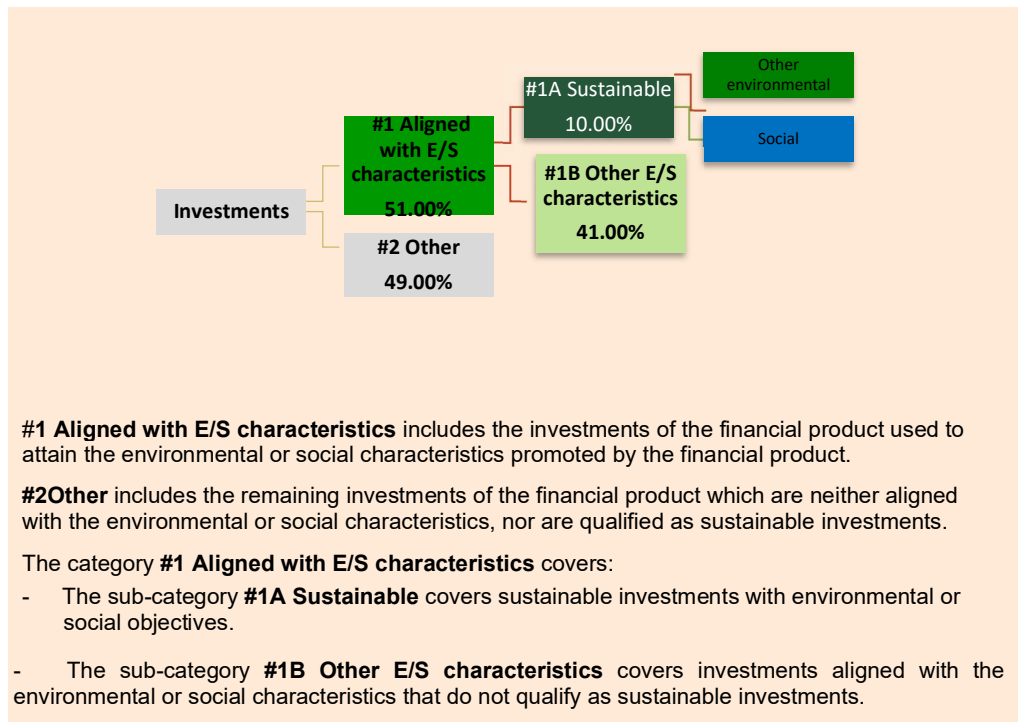 Investments
#1 Aligned
with E/S
characteristics
51.00%
#2 Other
49.00%
#1A Sustainable
10.00%
#1B Other E/S
characteristics
41.00%
Other
environmental
Social
#1 Aligned with E/S characteristics includes the investments of the financial product used to
attain the environmental or social characteristics promoted by the financial product.
#2Other includes the remaining investments of the financial product which are neither aligned
with the environmental or social characteristics, nor are qualified as sustainable investments.
The category #1 Aligned with E/S characteristics covers:
- The sub-category #1A Sustainable covers sustainable investments with environmental or
social objectives.
- The sub-category #1B Other E/S characteristics covers investments aligned with the
environmental or social characteristics that do not qualify as sustainable investments.